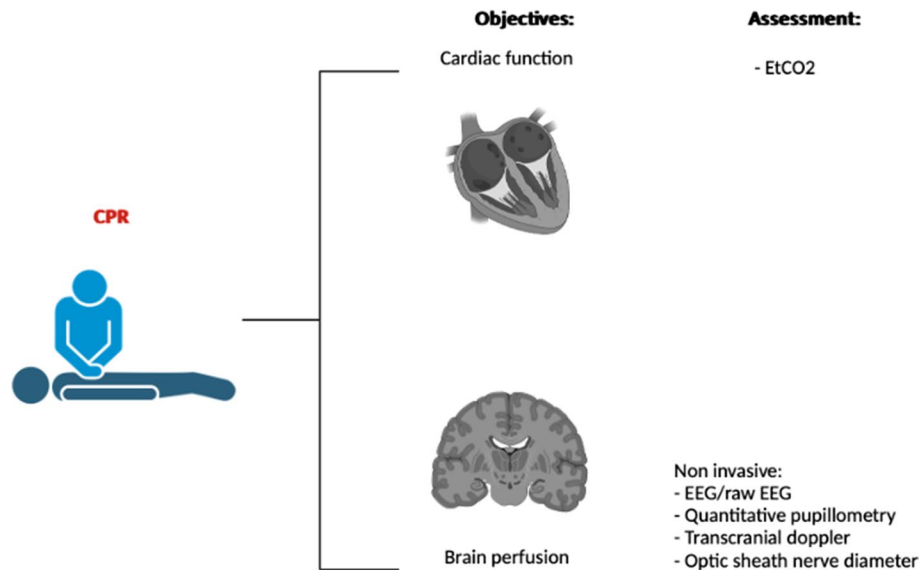 Objectives:
Assessment:
Cardiac function
- EtCO2
CPR
Non invasive:
- EEG/raw EEG
- Quantitative pupillometry
- Transcranial doppler
- Optic sheath nerve diameter
Brain perfusion